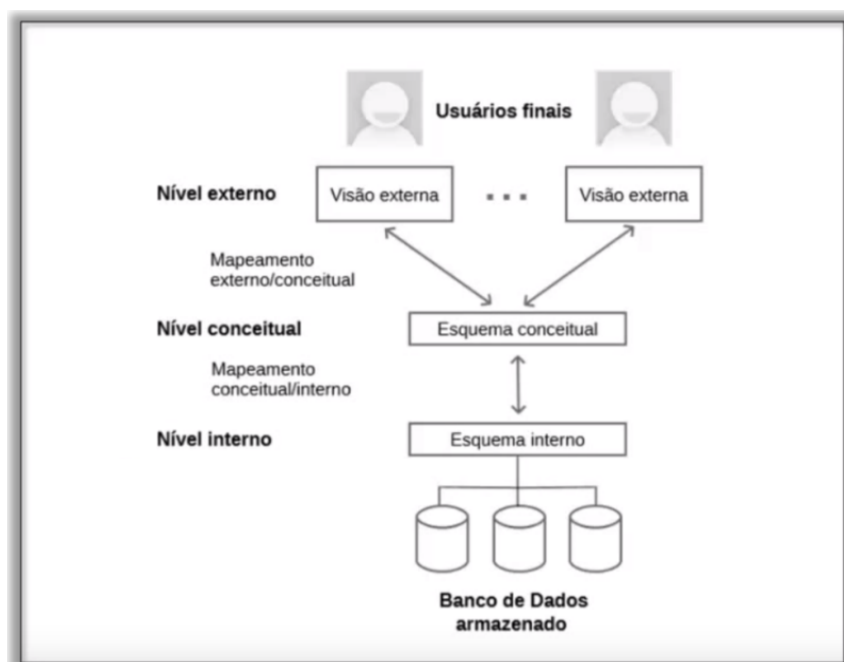 Usuários finais
Nível externo
Visão externa
...
Visão externa
Mapeamento
externo/conceitual
Nível conceitual
Esquema conceitual
Mapeamento
conceitual/interno
Nível interno
Esquema interno
Banco de Dados
armazenado